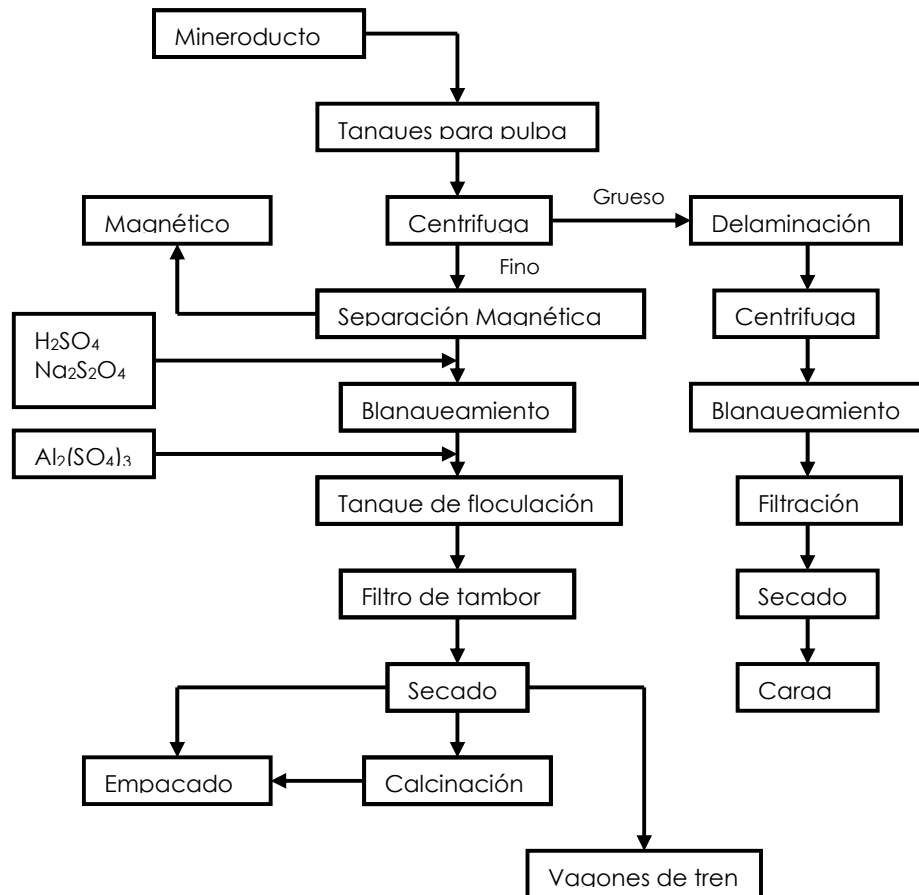 Mineroducto
Tanques para pulpa
Grueso
Magnético
Centrifuga
Delaminación
Fino
Separación Magnética
Centrifuga
H₂SO₄
Na₂S₂O₄
Blanqueamiento
Blanqueamiento
Al₂(SO₄)₃
Tanque de floculación
Filtración
Filtro de tambor
Secado
Secado
Carga
Empacado
Calcinación
Vagones de tren